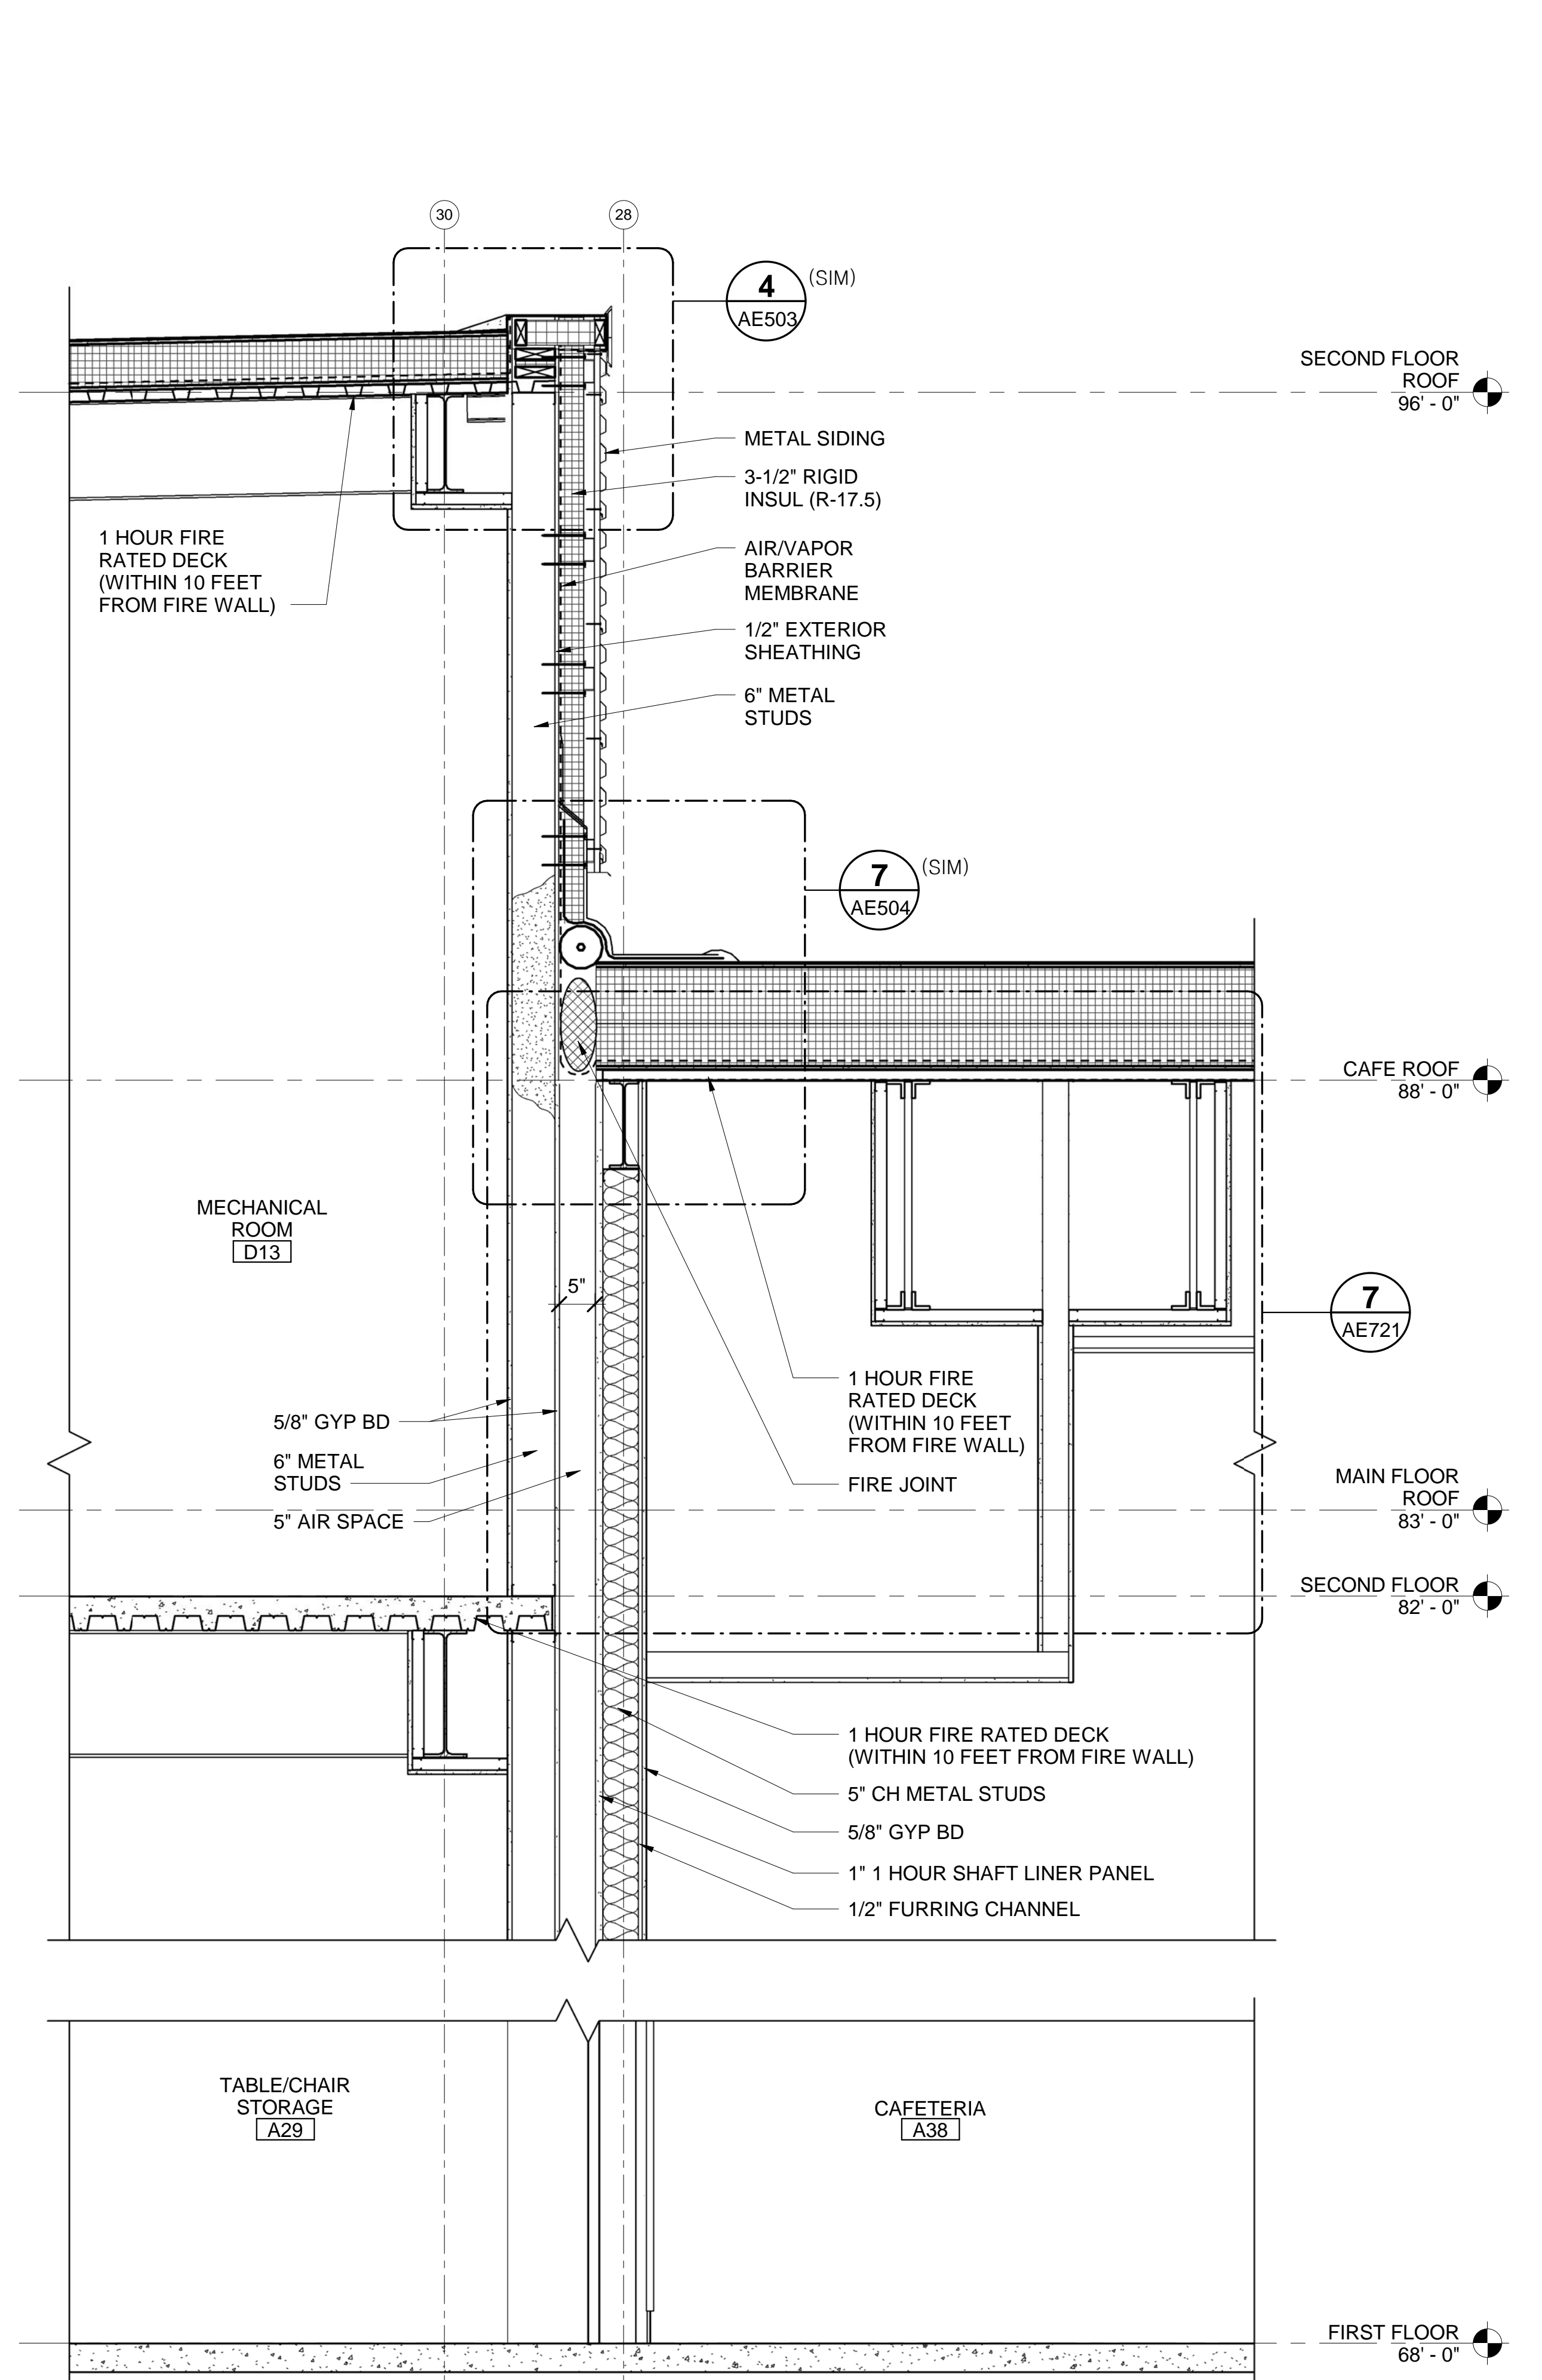 30
28
4
AE503
(SIM)
SECOND FLOOR
ROOF
96' - 0"
METAL SIDING
3-1/2" RIGID
INSUL (R-17.5)
1 HOUR FIRE
RATED DECK
(WITHIN 10 FEET
FROM FIRE WALL)
AIR/VAPOR
BARRIER
MEMBRANE
1/2" EXTERIOR
SHEATHING
6" METAL
STUDS
7
AE504
(SIM)
CAFE ROOF
88' - 0"
MECHANICAL
ROOM
D13
5"
7
AE721
1 HOUR FIRE
RATED DECK
(WITHIN 10 FEET
FROM FIRE WALL)
FIRE JOINT
5/8" GYP BD
6" METAL
STUDS
5" AIR SPACE
MAIN FLOOR
ROOF
83' - 0"
SECOND FLOOR
82' - 0"
1 HOUR FIRE RATED DECK
(WITHIN 10 FEET FROM FIRE WALL)
5" CH METAL STUDS
5/8" GYP BD
1" 1 HOUR SHAFT LINER PANEL
1/2" FURRING CHANNEL
TABLE/CHAIR
STORAGE
A29
CAFETERIA
A38
FIRST FLOOR
68' - 0"